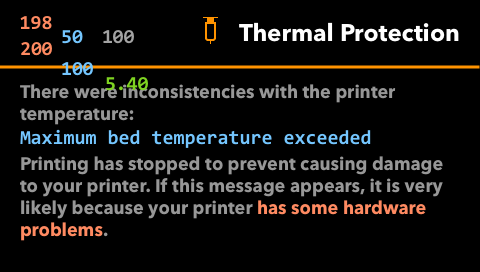 198
200
50
100
100
5.40
Thermal Protection
There were inconsistencies with the printer
temperature:
Maximum bed temperature exceeded
Printing has stopped to prevent causing damage
to your printer. If this message appears, it is very
likely because your printer has some hardware
problems.